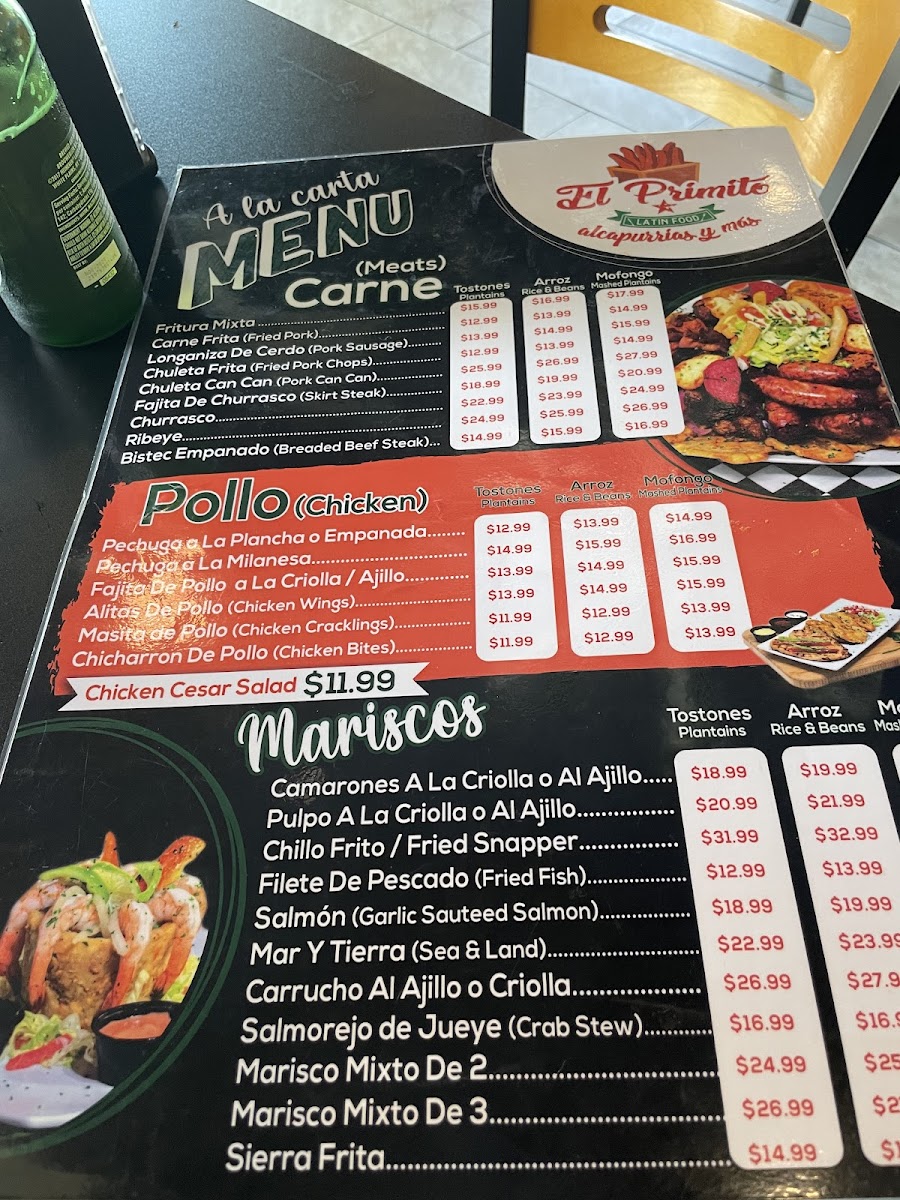 A la carta
MENU
El Primito
LATIN FOOD
alcapurrias y más
(Meats)
Carne
Tostones Arroz Mofongo
Plantains Rice & Beans Mashed Plantains
Fritura Mixta $15.99 $16.99 $17.99
Carne Frita (Fried Pork) $12.99 $13.99 $14.99
Longaniza De Cerdo (Pork Sausage) $13.99 $14.99 $15.99
Chuleta Frita (Fried Pork Chops) $12.99 $13.99 $14.99
Chuleta Can Can (Pork Can Can) $25.99 $26.99 $27.99
Fajita De Churrasco (Skirt Steak) $18.99 $19.99 $20.99
Churrasco $22.99 $23.99 $24.99
Ribeye $24.99 $25.99 $26.99
Bistec Empanado (Breaded Beef Steak) $14.99 $15.99 $16.99
Pollo (Chicken)
Tostones Arroz Mofongo
Plantains Rice & Beans Mashed Plantains
Pechuga a La Plancha o Empanada $12.99 $13.99 $14.99
Pechuga a La Milanesa $14.99 $15.99 $16.99
Fajita De Pollo a La Criolla / Ajillo $13.99 $14.99 $15.99
Alitas De Pollo (Chicken Wings) $13.99 $14.99 $15.99
Masita de Pollo (Chicken Cracklings) $11.99 $12.99 $13.99
Chicharron De Pollo (Chicken Bites) $11.99 $12.99 $13.99
Chicken Cesar Salad $11.99
Mariscos
Tostones Arroz
Plantains Rice & Beans
Camarones A La Criolla o Al Ajillo $18.99 $19.99
Pulpo A La Criolla o Al Ajillo $20.99 $21.99
Chillo Frito / Fried Snapper $31.99 $32.99
Filete De Pescado (Fried Fish) $12.99 $13.99
Salmón (Garlic Sauteed Salmon) $18.99 $19.99
Mar Y Tierra (Sea & Land) $22.99 $23.99
Carrucho Al Ajillo o Criolla $26.99 $27.9
Salmorejo de Jueye (Crab Stew) $16.99 $16.9
Marisco Mixto De 2 $24.99 $25
Marisco Mixto De 3 $26.99 $2
Sierra Frita $14.99 $1